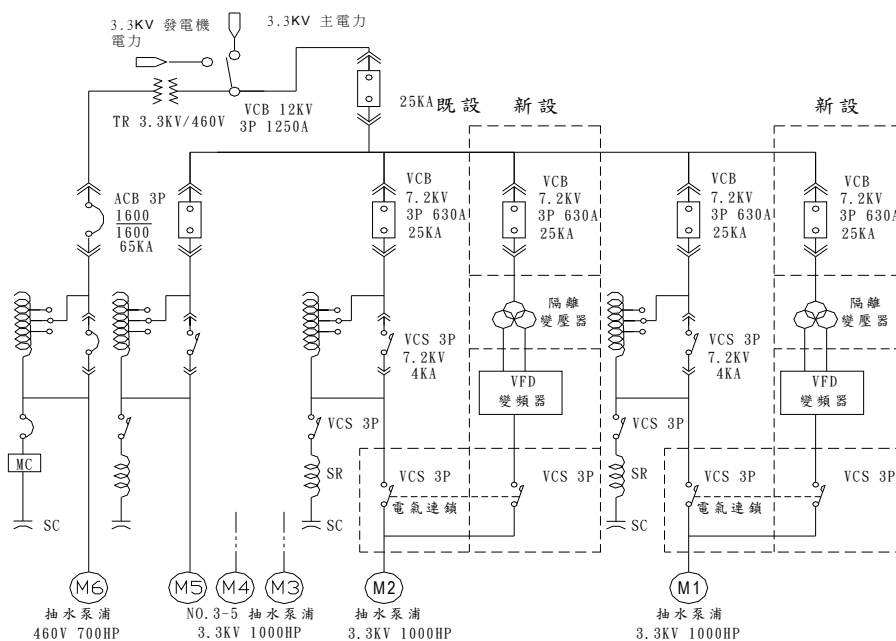 3.3KV 發電機
電力
3.3KV 主電力
TR 3.3KV/460V
VCB 12KV
3P 1250A
25KA
既設
新設
新設
ACB 3P
1600
1600
65KA
VCB
7.2KV
3P 630A
25KA
VCB
7.2KV
3P 630A
25KA
VCB
7.2KV
3P 630A
25KA
VCB
7.2KV
3P 630A
25KA
隔離
變壓器
隔離
變壓器
VCS 3P
7.2KV
4KA
VCS 3P
7.2KV
4KA
VFD
變頻器
VFD
變頻器
VCS 3P
VCS 3P
MC
SR
SR
VCS 3P
VCS 3P
VCS 3P
VCS 3P
電氣連鎖
電氣連鎖
SC
SC
SC
M6
M5
M4
M3
M2
M1
抽水泵浦
460V 700HP
NO.3-5 抽水泵浦
3.3KV 1000HP
抽水泵浦
3.3KV 1000HP
抽水泵浦
3.3KV 1000HP